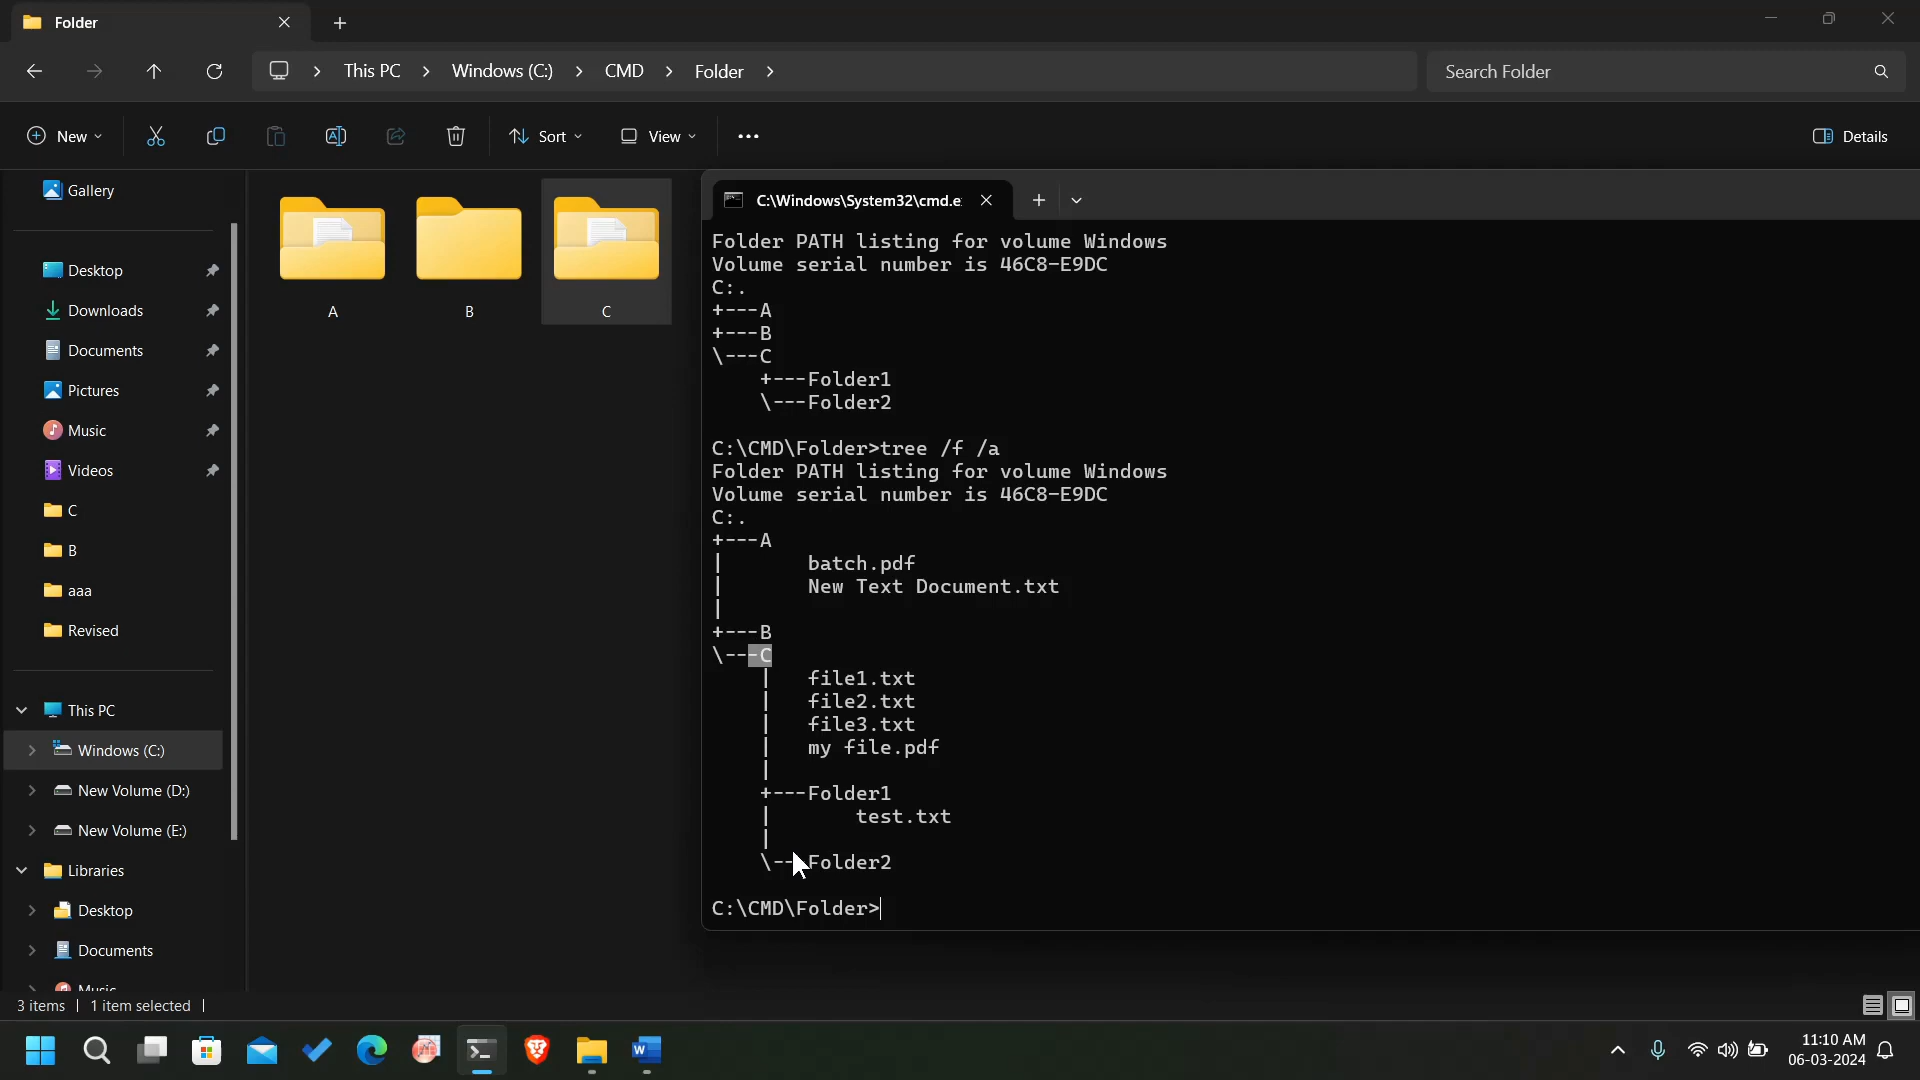 Folder
This PC > Windows (C:) > CMD > Folder >
Search Folder
New
Sort
View
Details
Gallery
Desktop
Downloads
Documents
Pictures
Music
Videos
C
B
aaa
Revised
This PC
Windows (C:)
New Volume (D:)
New Volume (E:)
Libraries
Desktop
Documents
Music
A
B
C
C:\Windows\System32\cmd.e
Folder PATH listing for volume Windows
Volume serial number is 46C8-E9DC
C:.
+---A
+---B
\---C
    +---Folder1
    \---Folder2
C:\CMD\Folder>tree /f /a
Folder PATH listing for volume Windows
Volume serial number is 46C8-E9DC
C:.
+---A
|       batch.pdf
|       New Text Document.txt
|
+---B
\---C
    |   file1.txt
    |   file2.txt
    |   file3.txt
    |   my file.pdf
    |
    +---Folder1
    |       test.txt
    |
    \---Folder2
C:\CMD\Folder>
3 items | 1 item selected |
11:10 AM
06-03-2024